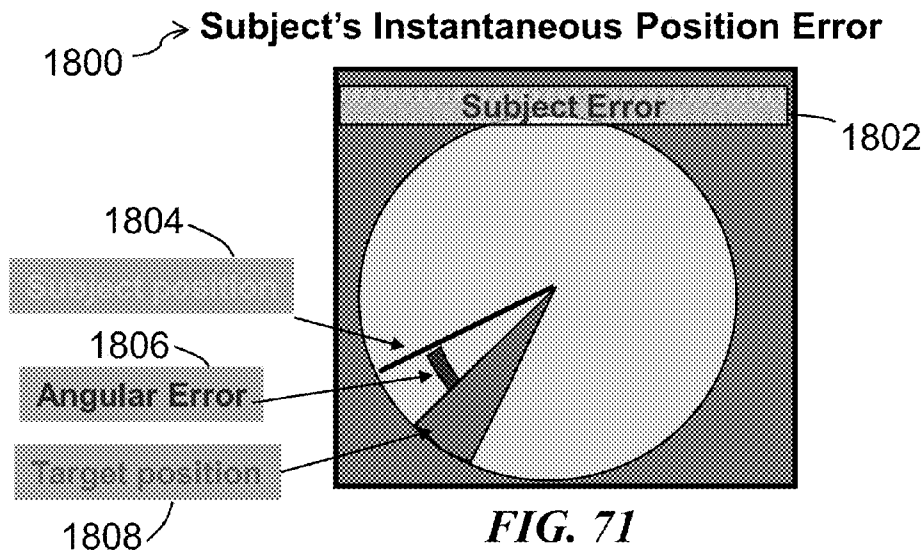 Subject's Instantaneous Position Error
1800
Subject Error
1802
1804
1806
Angular Error
Target position
1808
FIG. 71